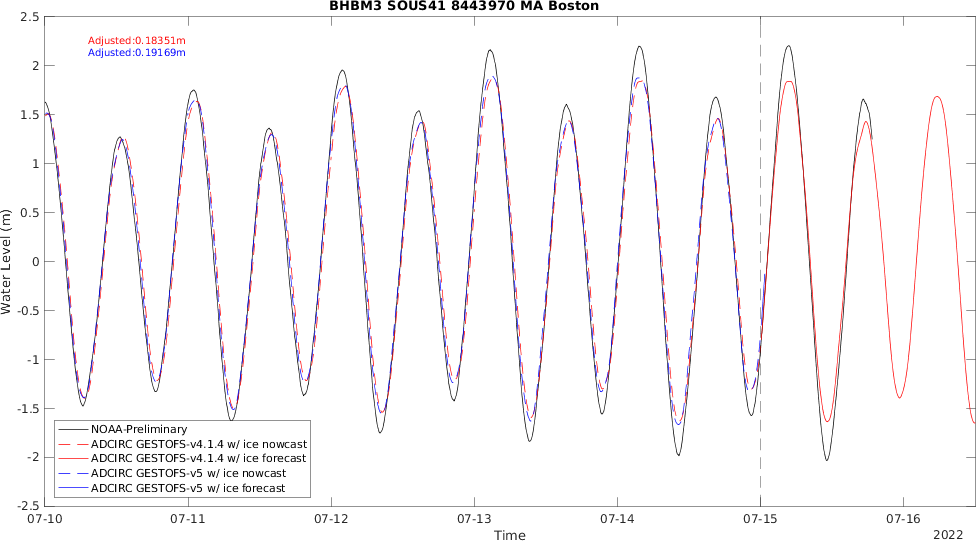 BHBM3 SOUS41 8443970 MA Boston
Adjusted:0.18351m
Adjusted:0.19169m
2.5
2
1.5
1
0.5
0
-0.5
-1
-1.5
-2
-2.5
Water Level (m)
NOAA-Preliminary
ADCIRC GESTOFS-v4.1.4 w/ ice nowcast
ADCIRC GESTOFS-v4.1.4 w/ ice forecast
ADCIRC GESTOFS-v5 w/ ice nowcast
ADCIRC GESTOFS-v5 w/ ice forecast
07-10 07-11 07-12 07-13 07-14 07-15 07-16
Time
2022